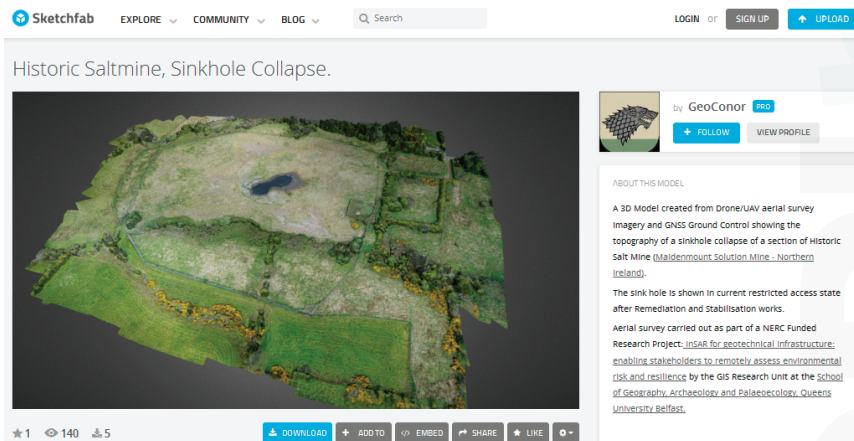 Sketchfab EXPLORE COMMUNITY BLOG Search LOGIN or SIGN UP UPLOAD
Historic Saltmine, Sinkhole Collapse.
by GeoConor PRO
+ FOLLOW VIEW PROFILE
ABOUT THIS MODEL
A 3D Model created from Drone/UAV aerial survey
imagery and GNSS Ground Control showing the
topography of a sinkhole collapse of a section of Historic
Salt Mine (Maidenmount Solution Mine - Northern
Ireland).
The sink hole is shown in current restricted access state
after Remediation and Stabilisation works.
Aerial survey carried out as part of a NERC Funded
Research Project: InSAR for geotechnical infrastructure:
enabling stakeholders to remotely assess environmental
risk and resilience by the GIS Research Unit at the School
of Geography, Archaeology and Palaeoecology, Queens
University Belfast.
1 140 5 DOWNLOAD + ADD TO </> EMBED SHARE LIKE